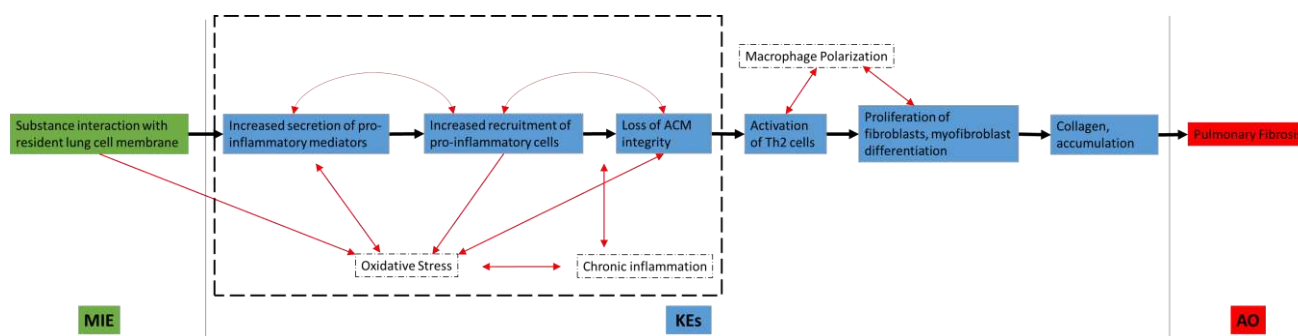 Macrophage Polarization
Substance interaction with
resident lung cell membrane
Increased secretion of pro-
inflammatory mediators
Increased recruitment of
pro-inflammatory cells
Loss of ACM
integrity
Activation
of Th2 cells
Proliferation of
fibroblasts, myofibroblast
differentiation
Collagen,
accumulation
Pulmonary Fibrosis
Oxidative Stress
Chronic inflammation
MIE
KEs
AO